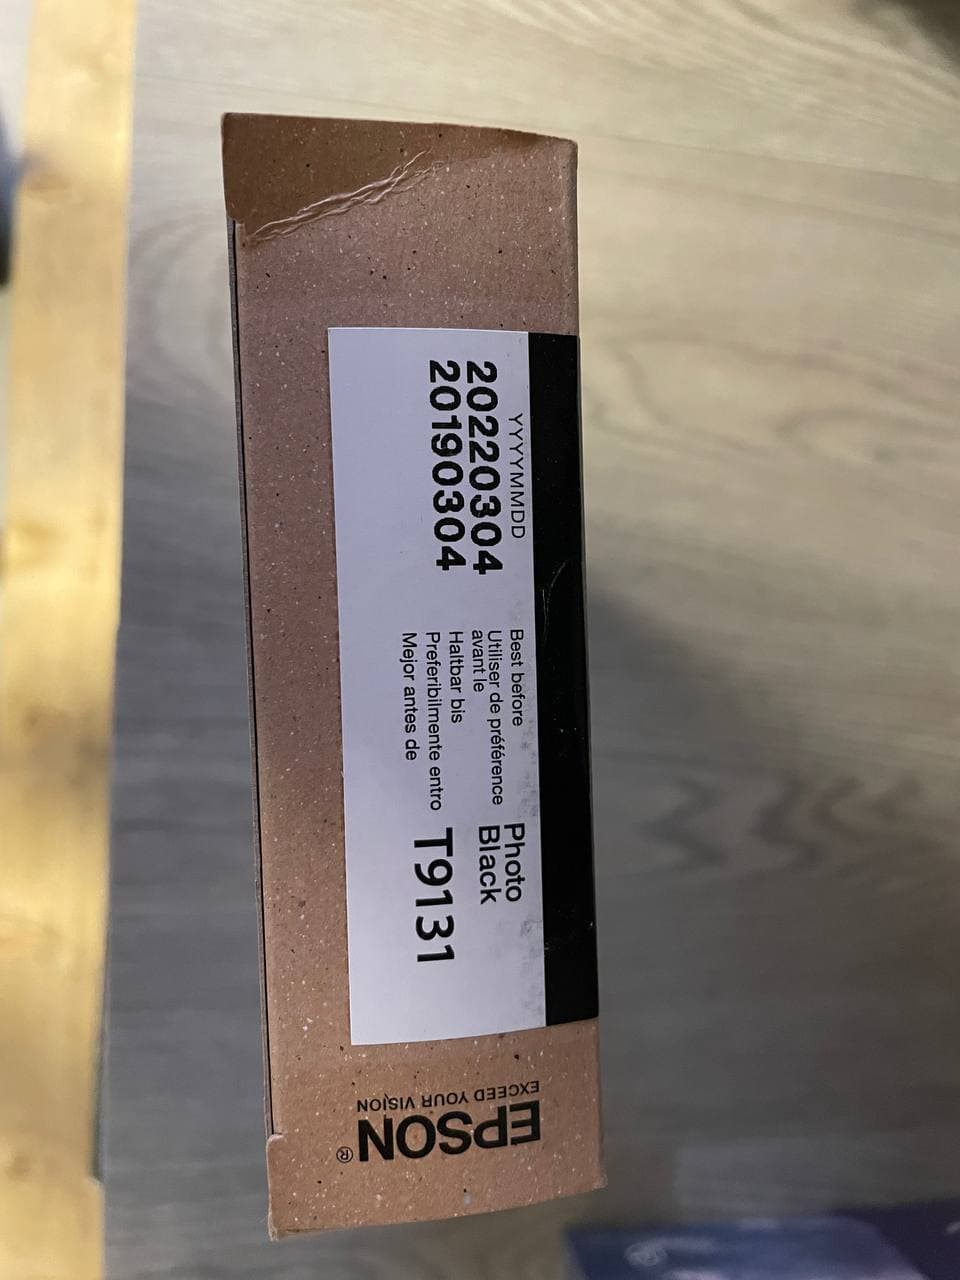 YYYYMMDD
20220304
20190304
Best before
Utiliser de préférence
avant le
Haltbar bis
Preferibilmente entro
Mejor antes de
Photo
Black
T9131
EPSON®
EXCEED YOUR VISION